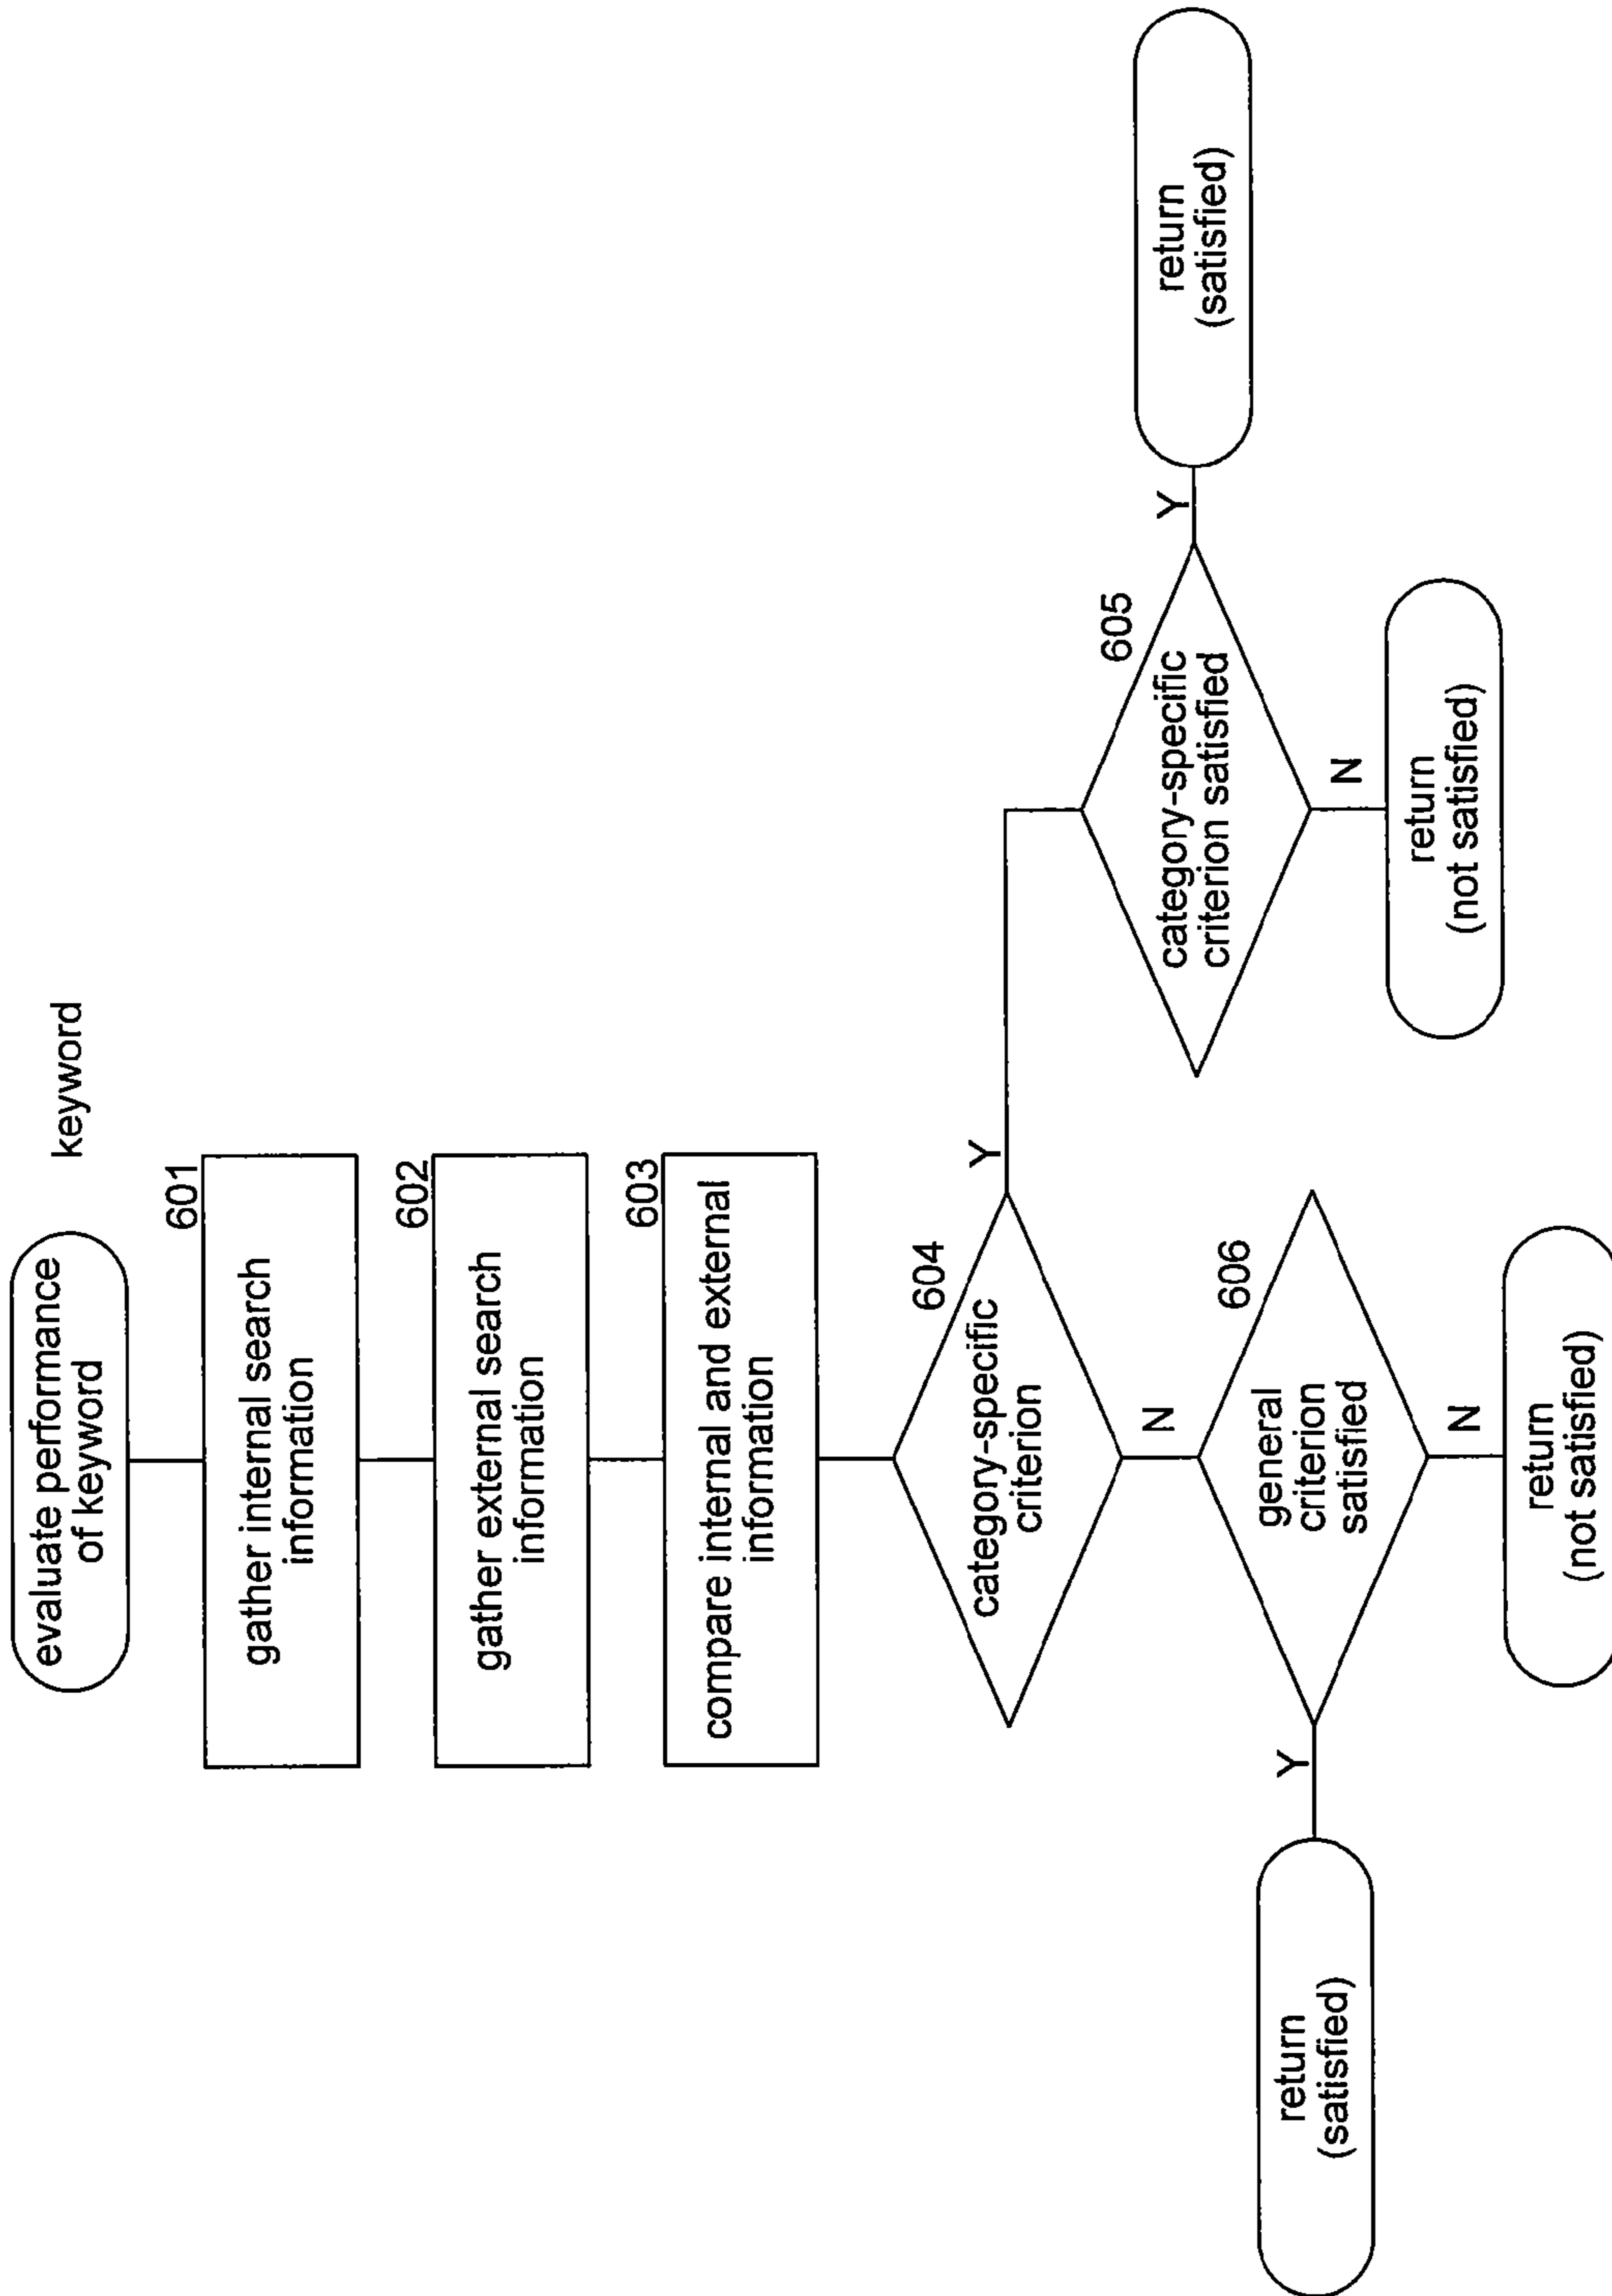 evaluate performance
of keyword
keyword
601
gather internal search
information
602
gather external search
information
603
compare internal and external
information
604
category-specific
criterion
Y
N
605
category-specific
criterion satisfied
Y
return
(satisfied)
N
return
(not satisfied)
606
general
criterion
satisfied
Y
return
(satisfied)
N
return
(not satisfied)